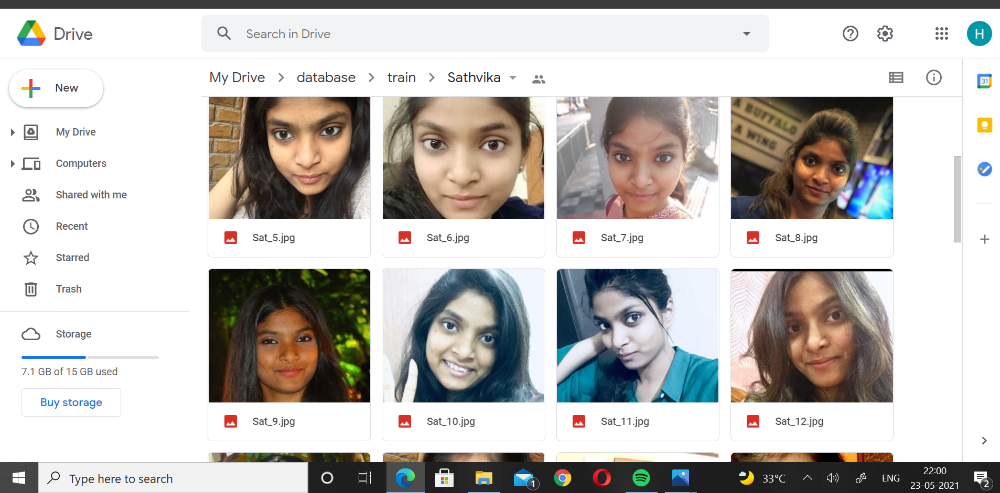 Drive
Search in Drive
H
New
My Drive
database
train
Sathvika
31
My Drive
Computers
Shared with me
Recent
Starred
Trash
Storage
7.1 GB of 15 GB used
Buy storage
A BUFFALO
A WING
Sat_5.jpg
Sat_6.jpg
Sat_7.jpg
Sat_8.jpg
Sat_9.jpg
Sat_10.jpg
Sat_11.jpg
Sat_12.jpg
Type here to search
1
33°C
ENG
22:00
23-05-2021
2